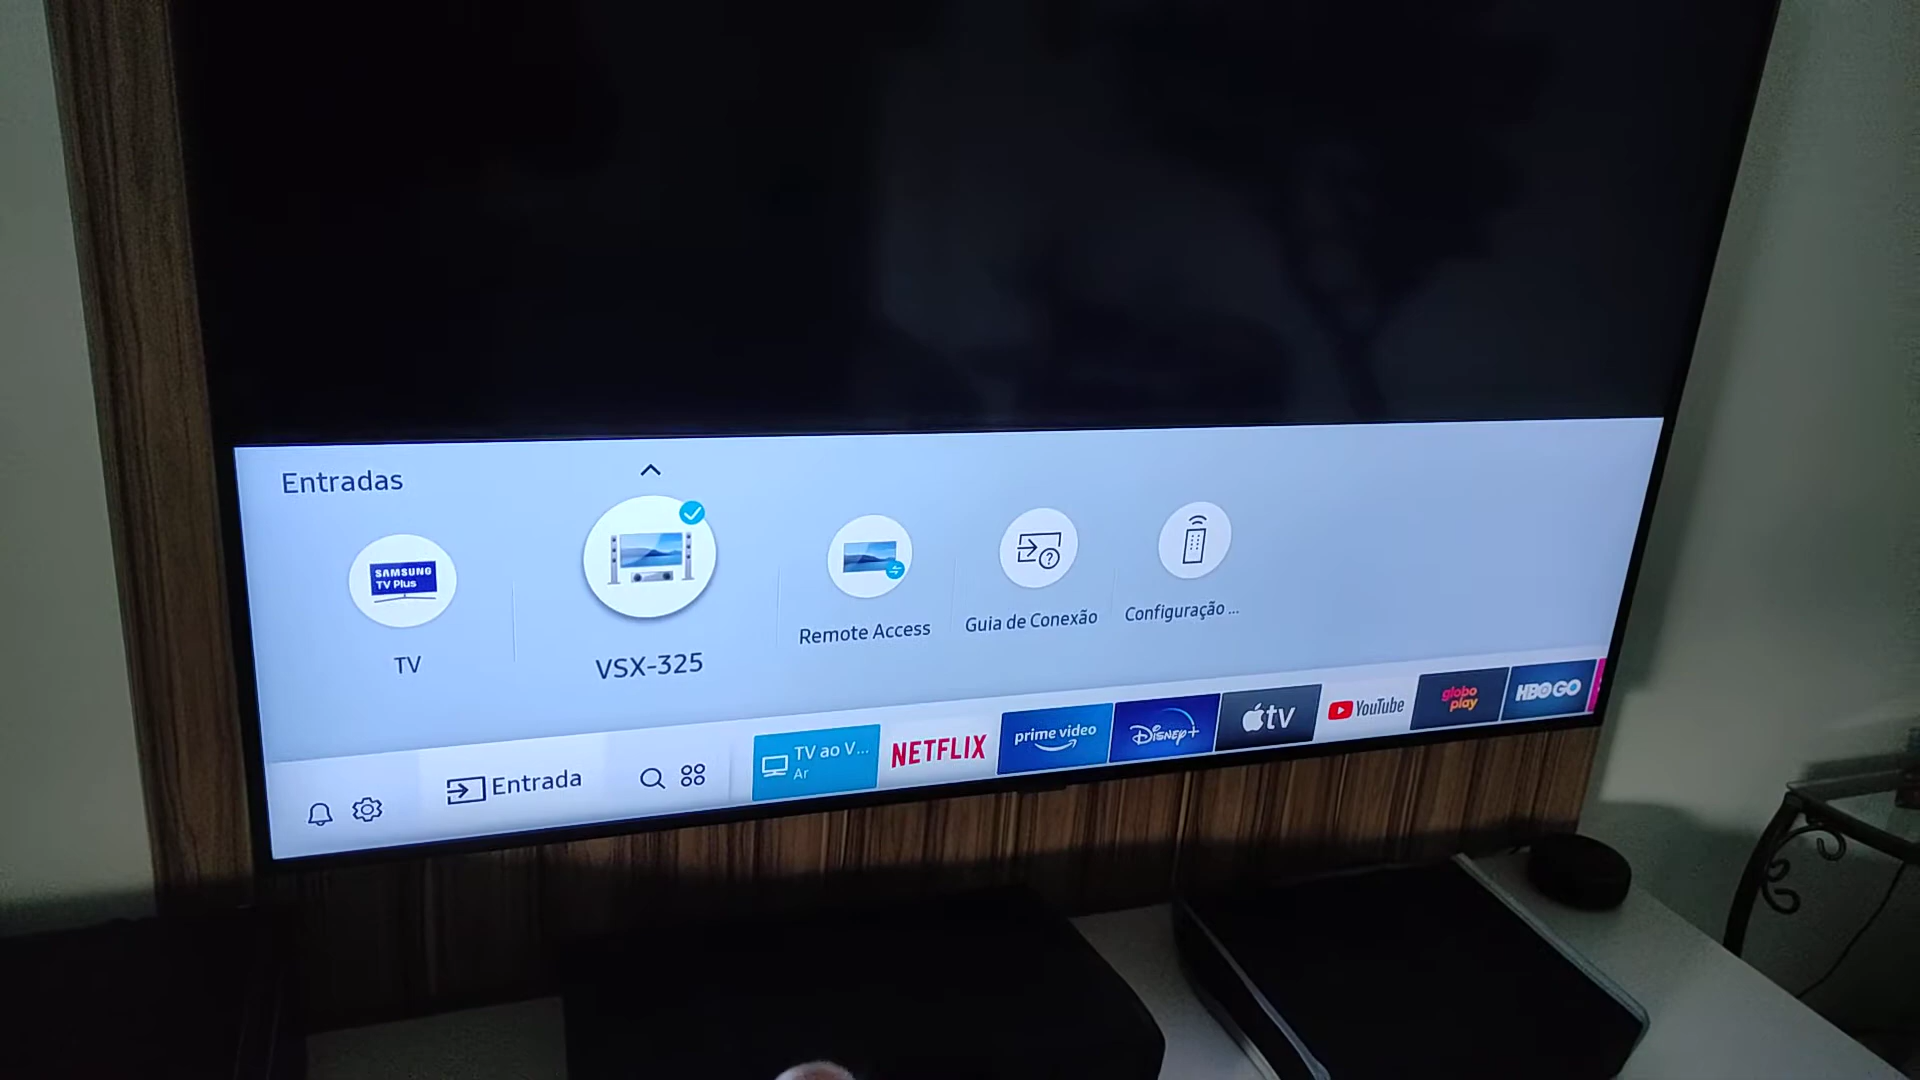 Entradas
SAMSUNG
TV Plus
TV
VSX-325
Remote Access
Guia de Conexão
Configuração ...
Entrada
TV ao V...
Ar
NETFLIX
prime video
Disney+
tv
YouTube
globo
play
HBO GO